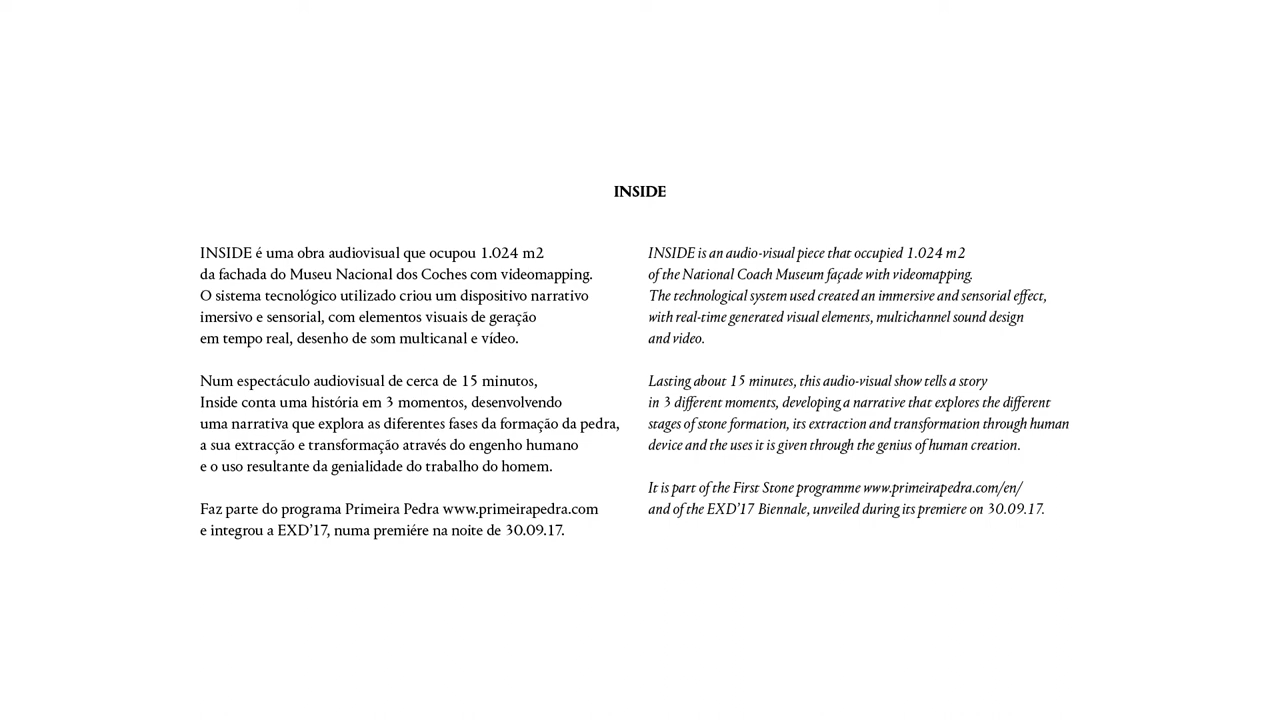 INSIDE
INSIDE é uma obra audiovisual que ocupou 1.024 m2
da fachada do Museu Nacional dos Coches com videomapping.
O sistema tecnológico utilizado criou um dispositivo narrativo
imersivo e sensorial, com elementos visuais de geração
em tempo real, desenho de som multicanal e vídeo.
Num espectáculo audiovisual de cerca de 15 minutos,
Inside conta uma história em 3 momentos, desenvolvendo
uma narrativa que explora as diferentes fases da formação da pedra,
a sua extracção e transformação através do engenho humano
e o uso resultante da genialidade do trabalho do homem.
Faz parte do programa Primeira Pedra www.primeirapedra.com
e integrou a EXD’17, numa premiére na noite de 30.09.17.
INSIDE is an audio-visual piece that occupied 1.024 m2
of the National Coach Museum façade with videomapping.
The technological system used created an immersive and sensorial effect,
with real-time generated visual elements, multichannel sound design
and video.
Lasting about 15 minutes, this audio-visual show tells a story
in 3 different moments, developing a narrative that explores the different
stages of stone formation, its extraction and transformation through human
device and the uses it is given through the genius of human creation.
It is part of the First Stone programme www.primeirapedra.com/en/
and of the EXD’17 Biennale, unveiled during its premiere on 30.09.17.